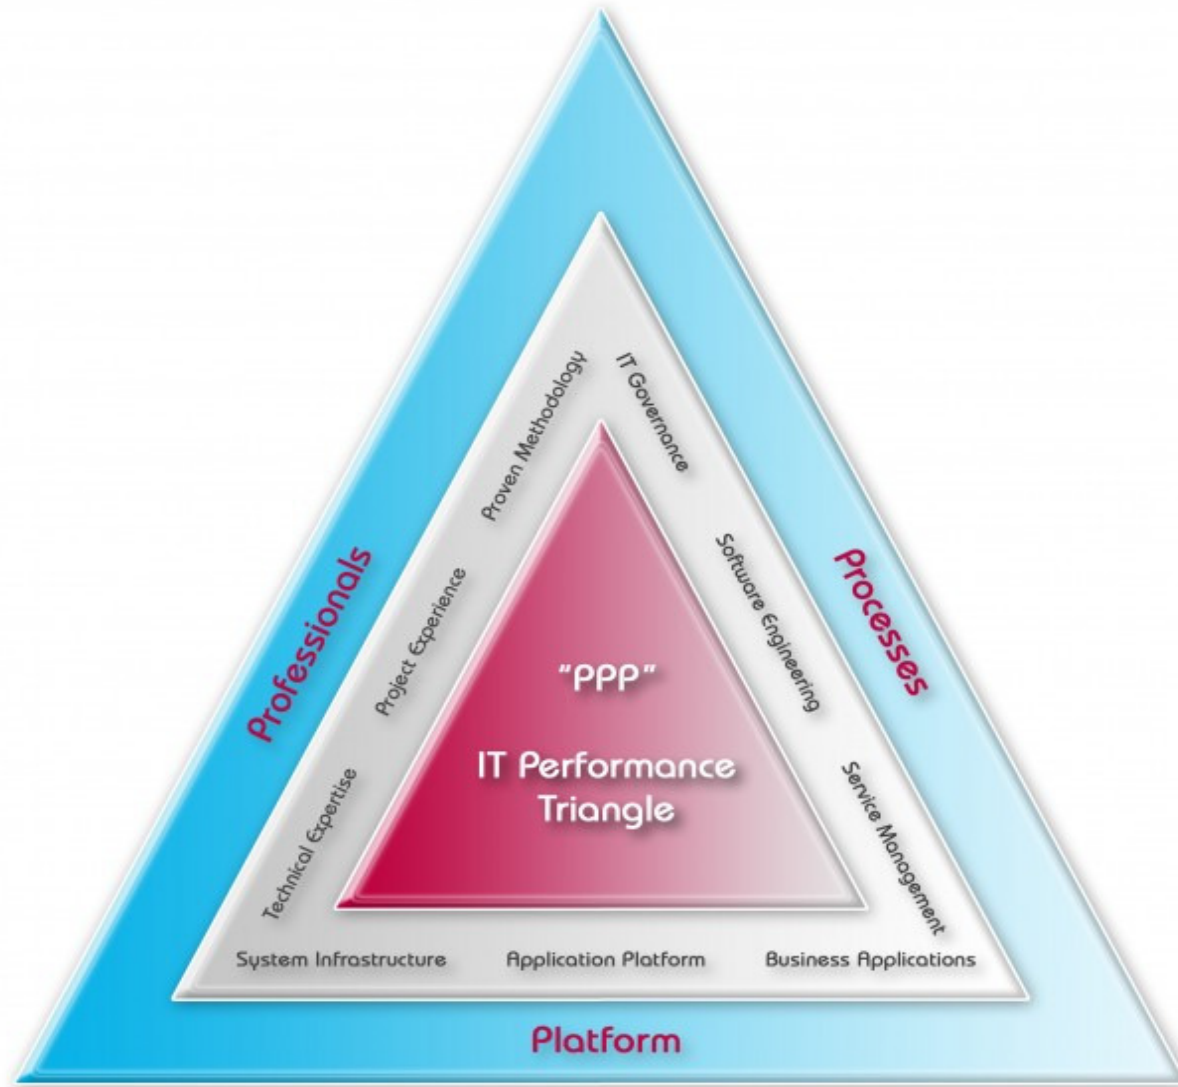 Professionals
Proven Methodology
Project Experience
Technical Expertise
IT Governance
Software Engineering
Service Management
Processes
"PPP"
IT Performance
Triangle
System Infrastructure
Application Platform
Business Applications
Platform